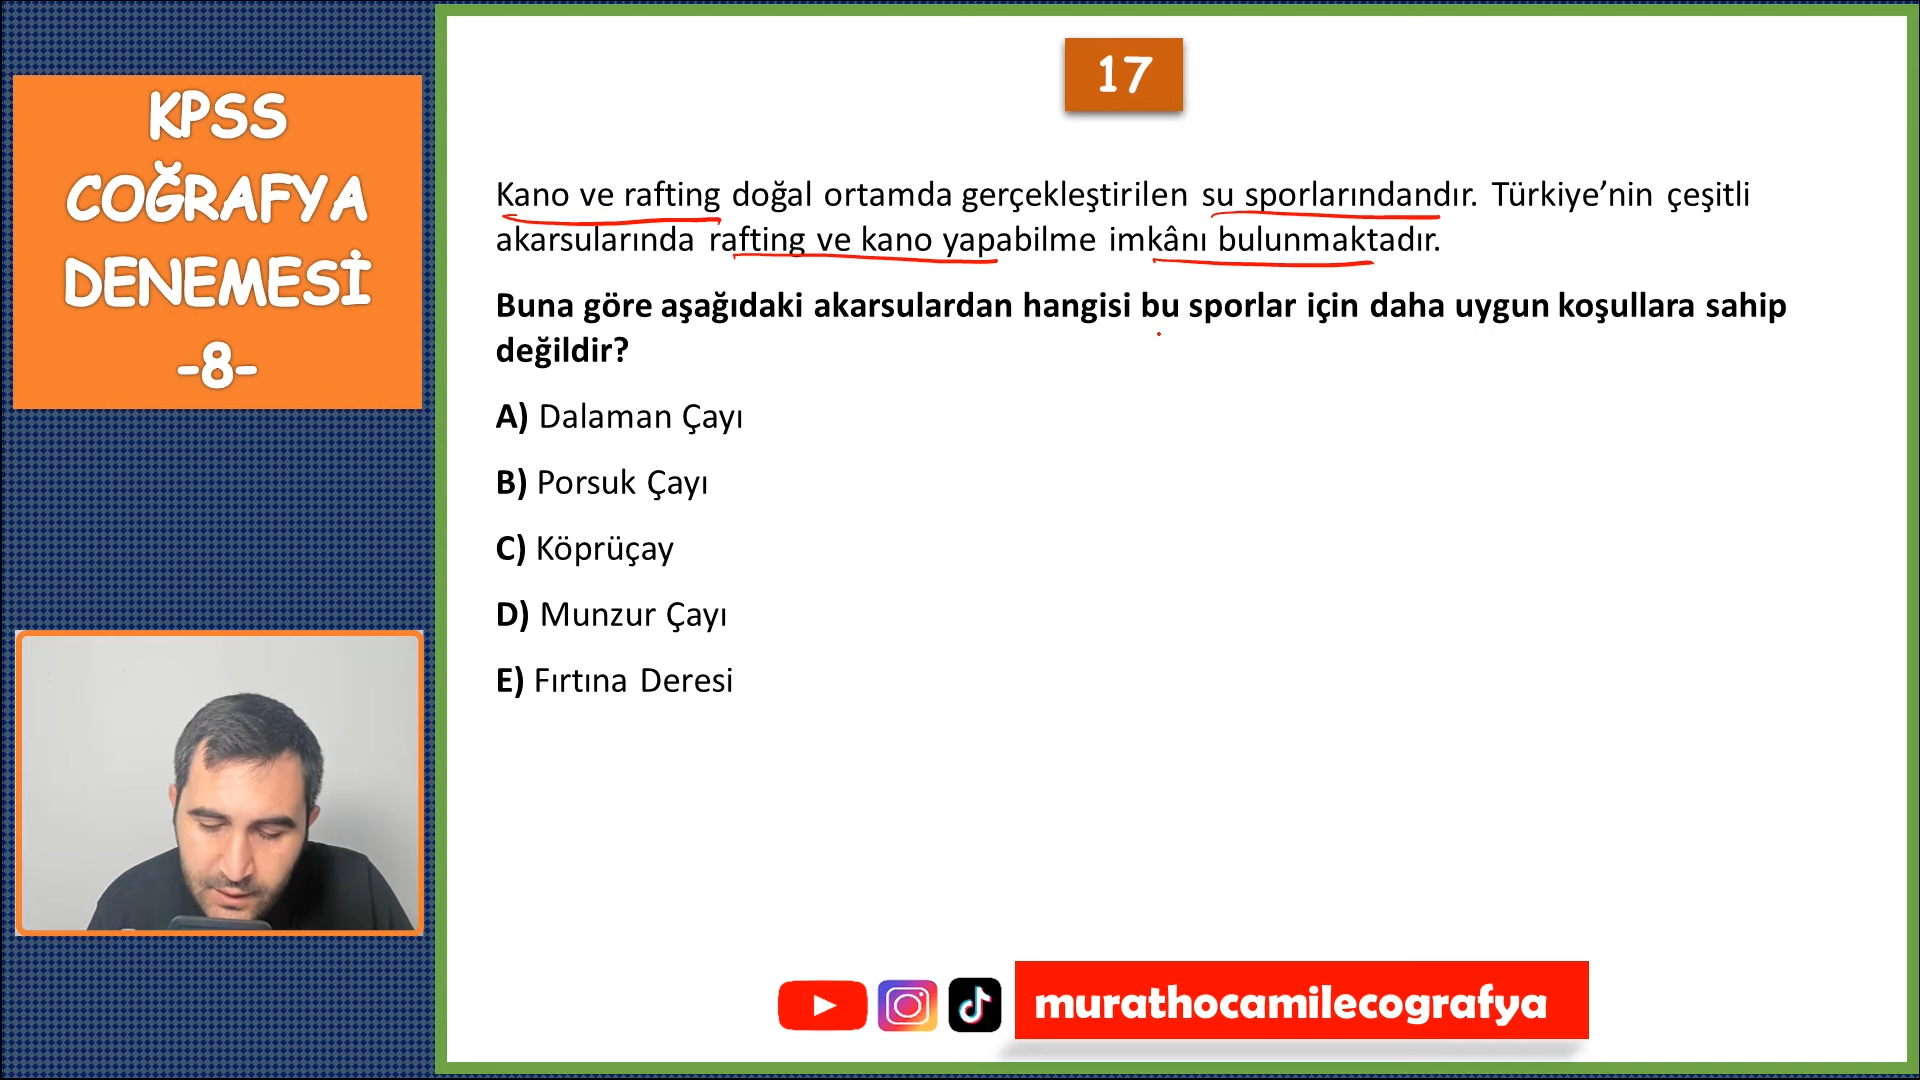 KPSS
COĞRAFYA
DENEMESİ
-8-
17
Kano ve rafting doğal ortamda gerçekleştirilen su sporlarındandır. Türkiye’nin çeşitli
akarsularında rafting ve kano yapabilme imkânı bulunmaktadır.
Buna göre aşağıdaki akarsulardan hangisi bu sporlar için daha uygun koşullara sahip
değildir?
A) Dalaman Çayı
B) Porsuk Çayı
C) Köprüçay
D) Munzur Çayı
E) Fırtına Deresi
murathocamilecografya